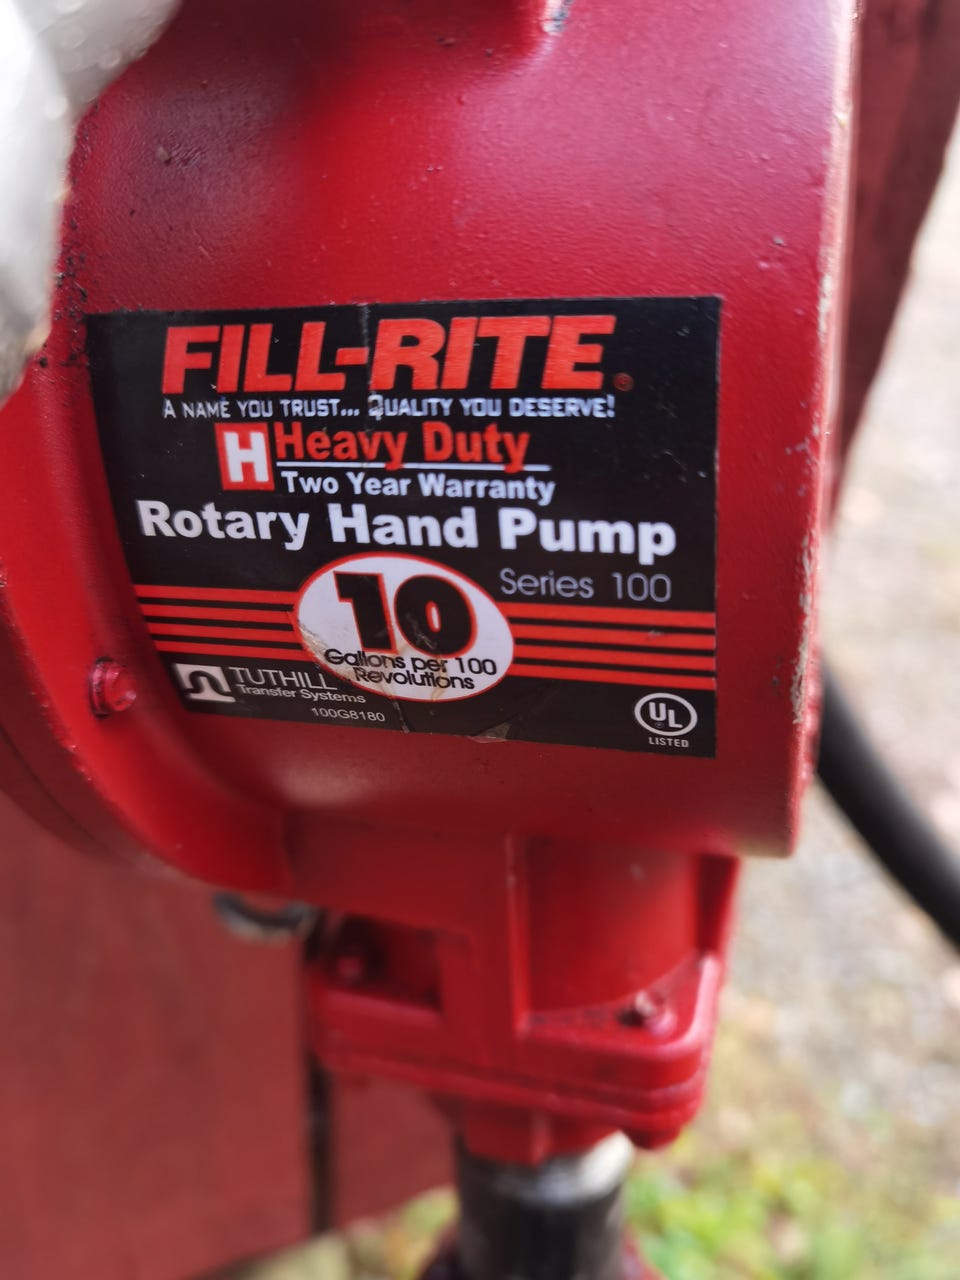 FILL-RITE®
A NAME YOU TRUST... QUALITY YOU DESERVE!
H Heavy Duty
Two Year Warranty
Rotary Hand Pump
Series 100
10
Gallons per 100
Revolutions
TUTHILL
Transfer Systems
100G8180
UL
LISTED